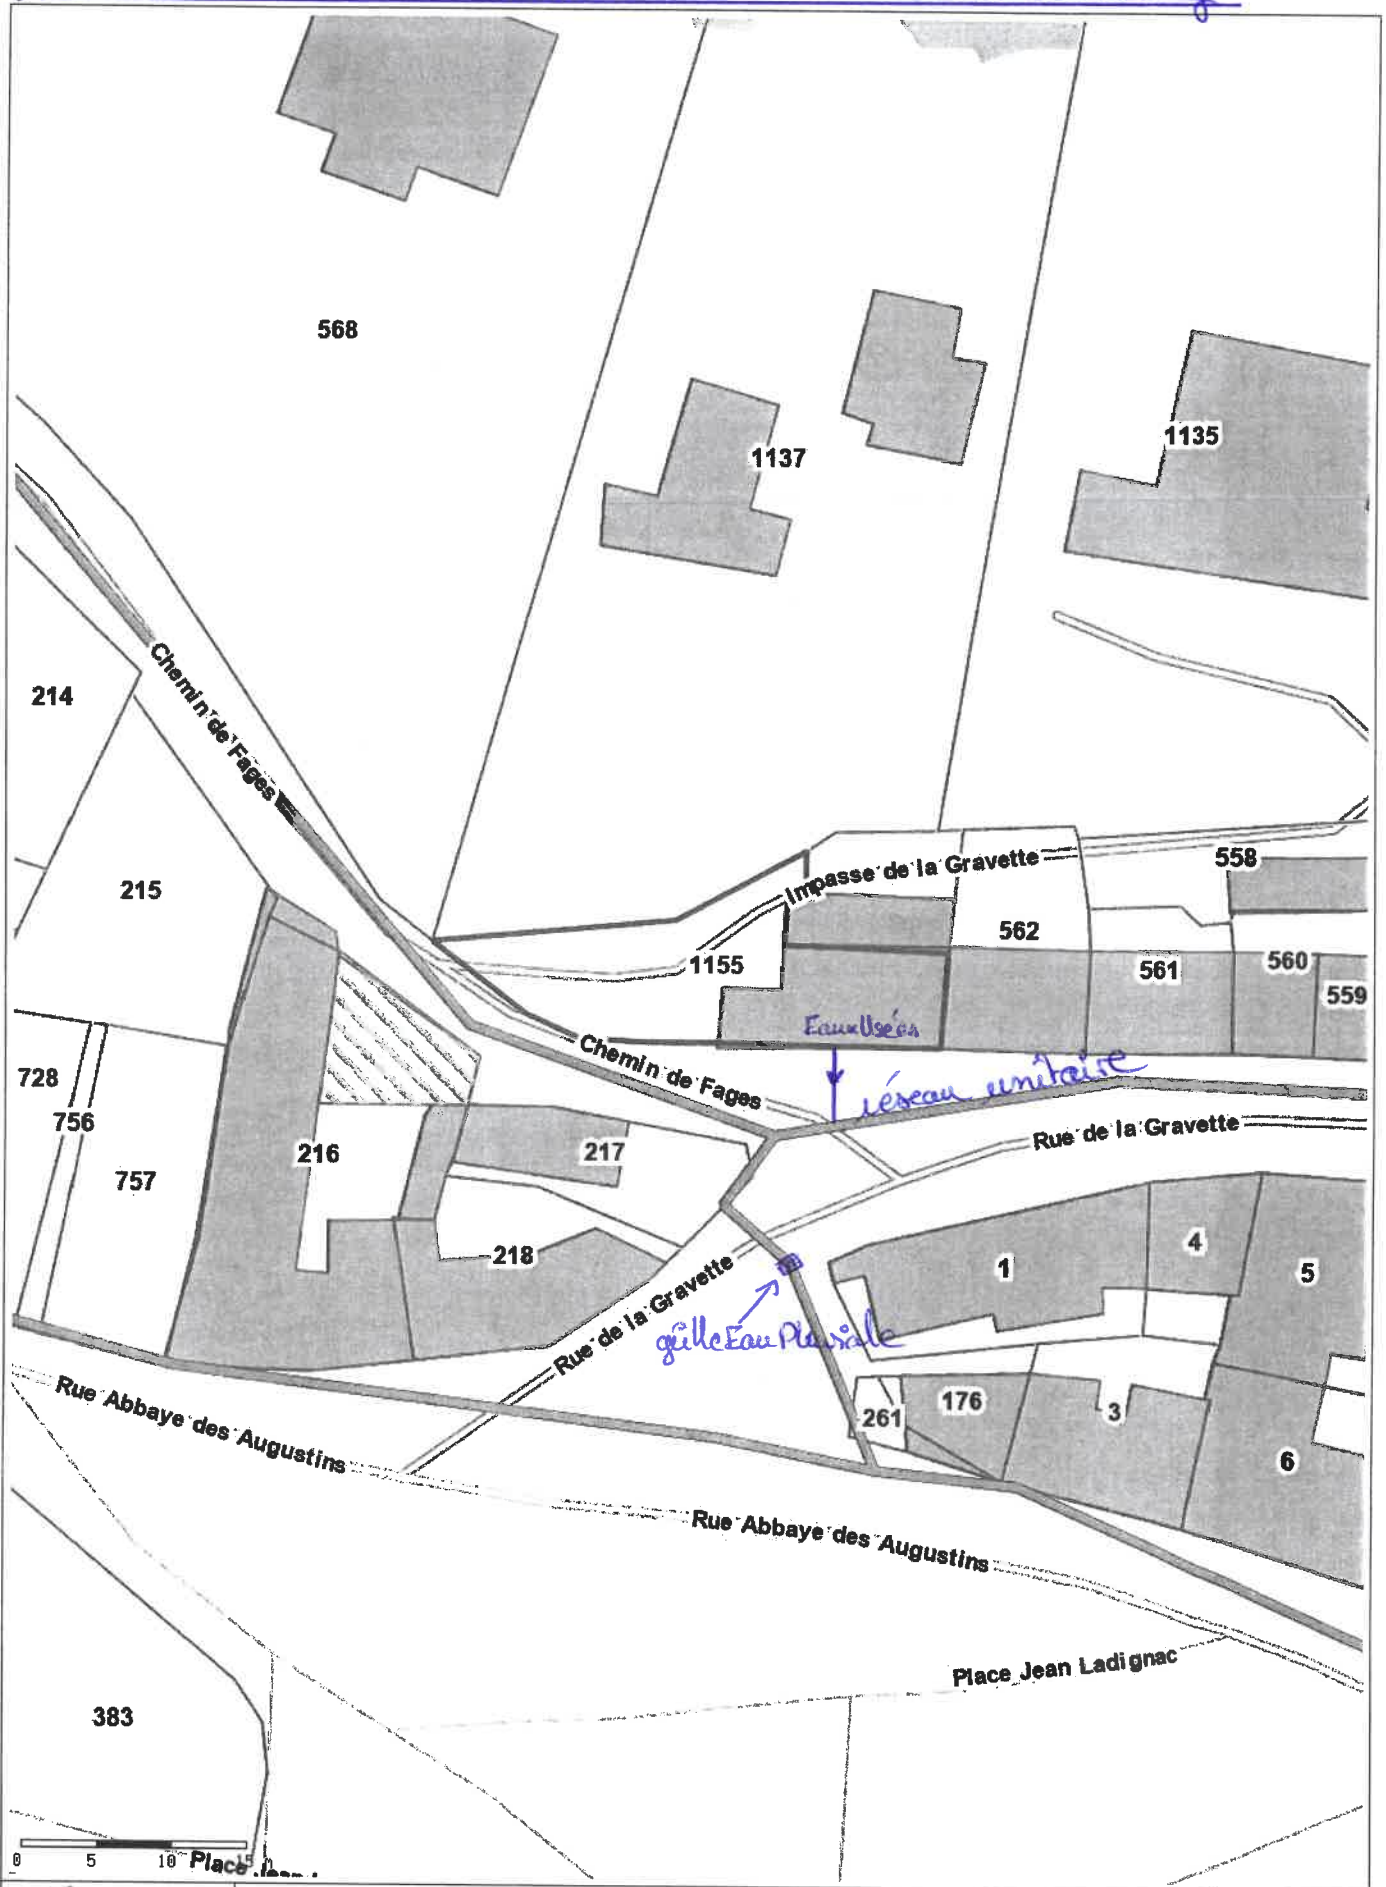 568
1137
1135
214
Chemin de Fages
215
Impasse de la Gravette
558
562
1155
561
560
559
Eaux Usées
Chemin de Fages
réseau unitaire
728
756
757
216
217
Rue de la Gravette
218
4
1
5
Rue de la Gravette
grille Eau Pluviale
Rue Abbaye des Augustins
261
176
3
6
Rue Abbaye des Augustins
Place Jean Ladignac
383
0 5 10 15
Place Jean